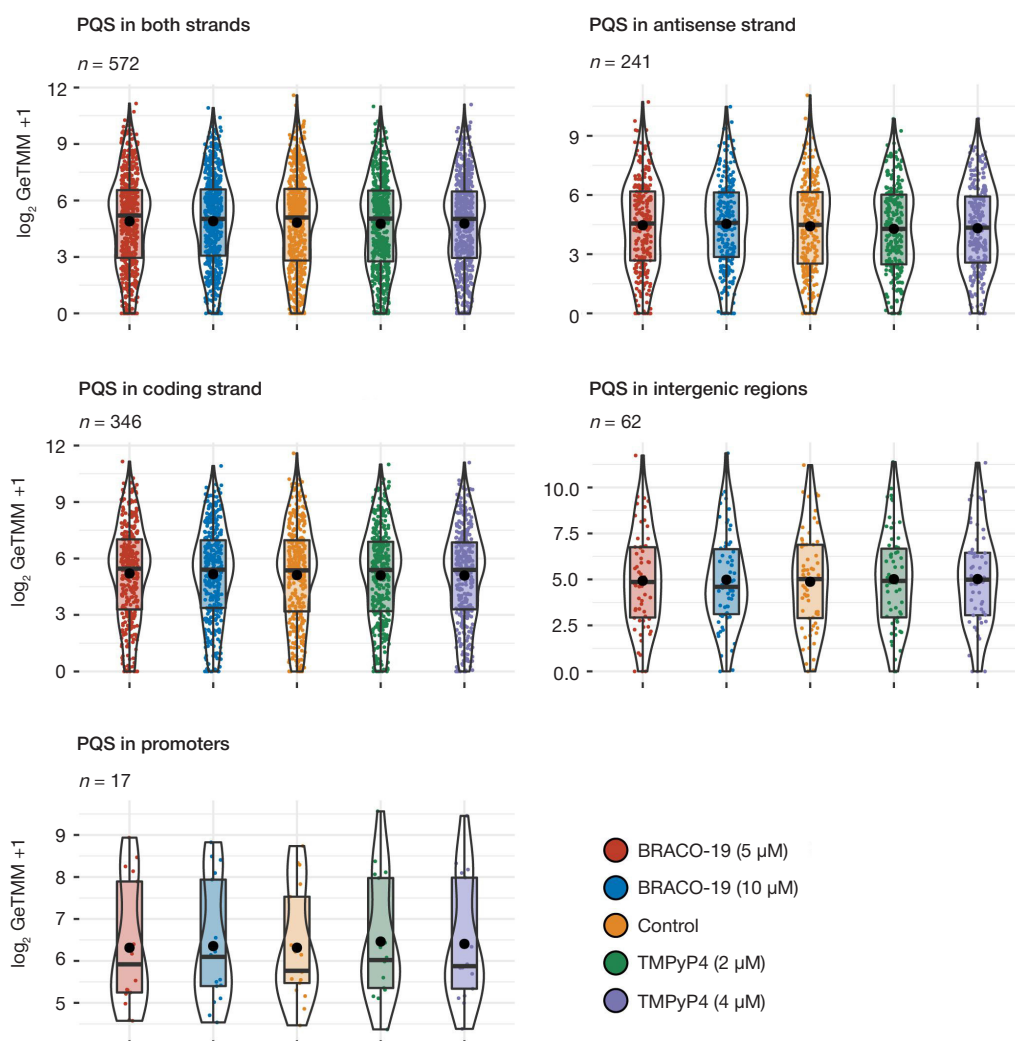 PQS in both strands
n = 572
12
9
6
3
0
log₂ GeTMM +1
PQS in antisense strand
n = 241
9
6
3
0
PQS in coding strand
n = 346
12
9
6
3
0
log₂ GeTMM +1
PQS in intergenic regions
n = 62
10.0
7.5
5.0
2.5
0.0
PQS in promoters
n = 17
9
8
7
6
5
log₂ GeTMM +1
BRACO-19 (5 µM)
BRACO-19 (10 µM)
Control
TMPyP4 (2 µM)
TMPyP4 (4 µM)